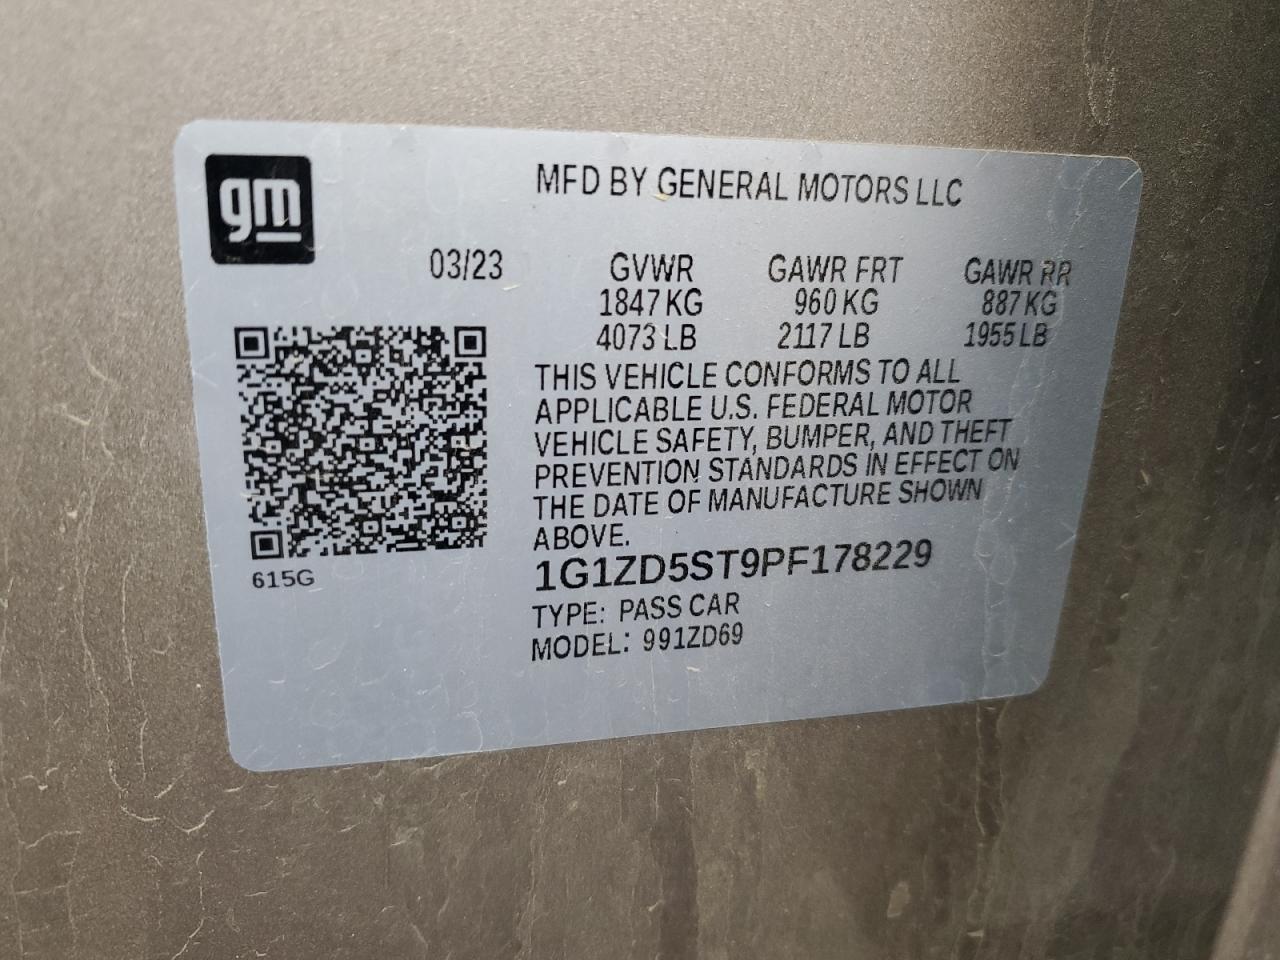 gm
MFD BY GENERAL MOTORS LLC
03/23 GVWR GAWR FRT GAWR RR
1847 KG 960 KG 887 KG
4073 LB 2117 LB 1955 LB
THIS VEHICLE CONFORMS TO ALL
APPLICABLE U.S. FEDERAL MOTOR
VEHICLE SAFETY, BUMPER, AND THEFT
PREVENTION STANDARDS IN EFFECT ON
THE DATE OF MANUFACTURE SHOWN
ABOVE.
615G
1G1ZD5ST9PF178229
TYPE: PASS CAR
MODEL: 991ZD69